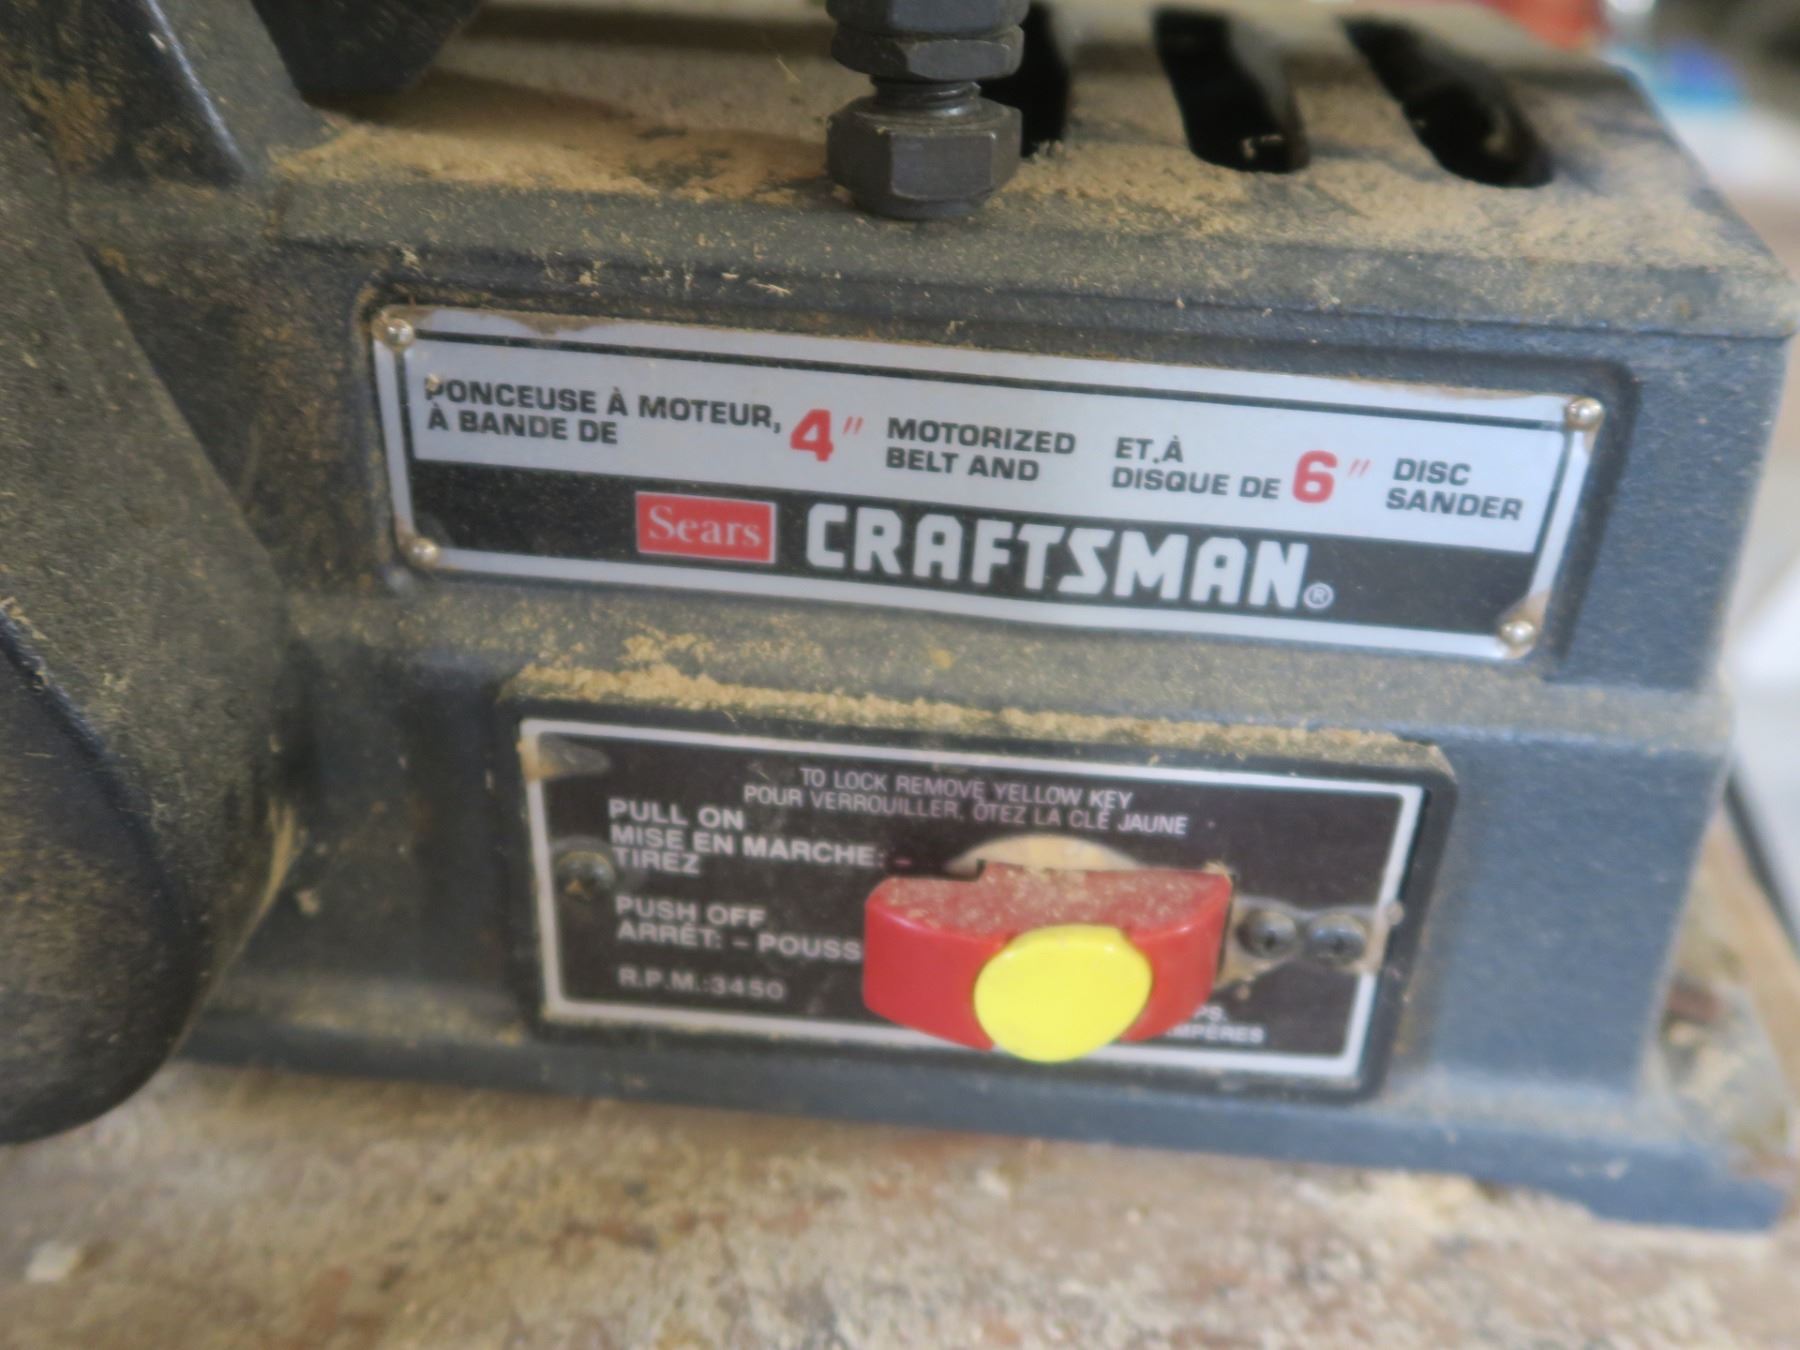 PONCEUSE À MOTEUR,
À BANDE DE
4"
MOTORIZED
BELT AND
ET.À
DISQUE DE
6"
DISC
SANDER
Sears CRAFTSMAN®
TO LOCK REMOVE YELLOW KEY
POUR VERROUILLER, ÔTEZ LA CLÉ JAUNE
PULL ON
MISE EN MARCHE: -
TIREZ
PUSH OFF
ARRÊT: - POUSS
R.P.M.:3450